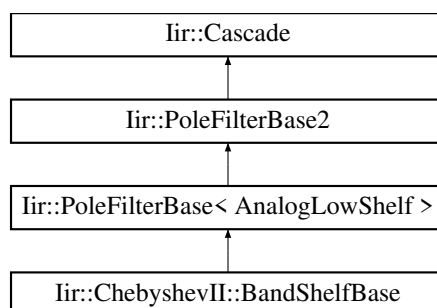 Iir::Cascade
Iir::PoleFilterBase2
Iir::PoleFilterBase< AnalogLowShelf >
Iir::ChebyshevII::BandShelfBase